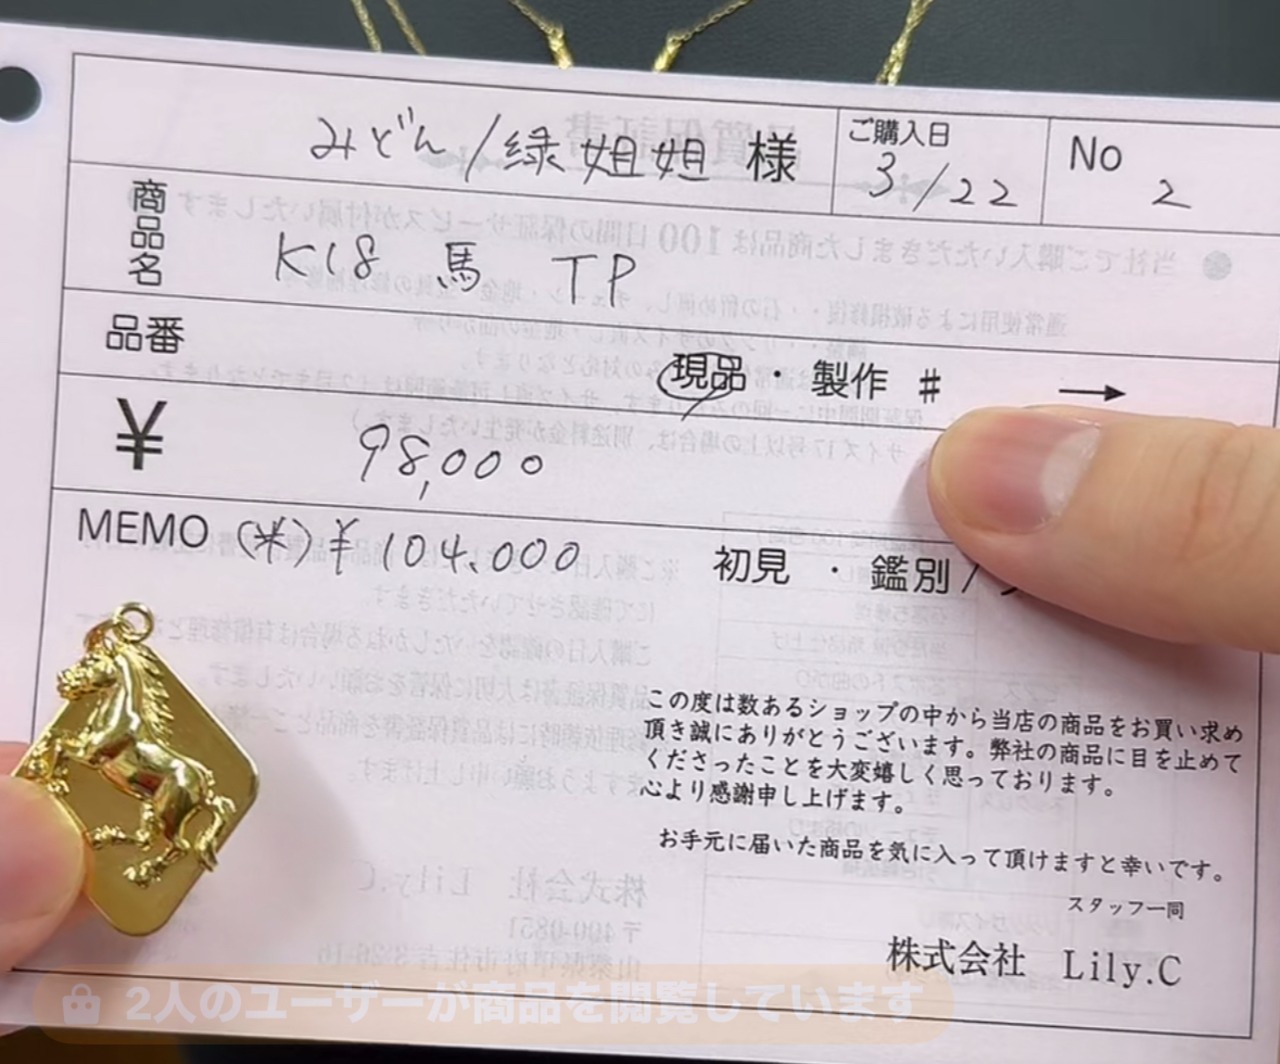 みどん/緑姐姐 様
ご購入日
3/22
No
2
商品名
K18 馬 TP
品番
現品・製作 #
→
¥
98,000
MEMO (米)¥104.000
初見 ・ 鑑別 /
この度は数あるショップの中から当店の商品をお買い求め
頂き誠にありがとうございます。弊社の商品に目を止めて
くださったことを大変嬉しく思っております。
心より感謝申し上げます。
お手元に届いた商品を気に入って頂けますと幸いです。
スタッフ一同
株式会社 Lily.C
2人のユーザーが商品を閲覧しています